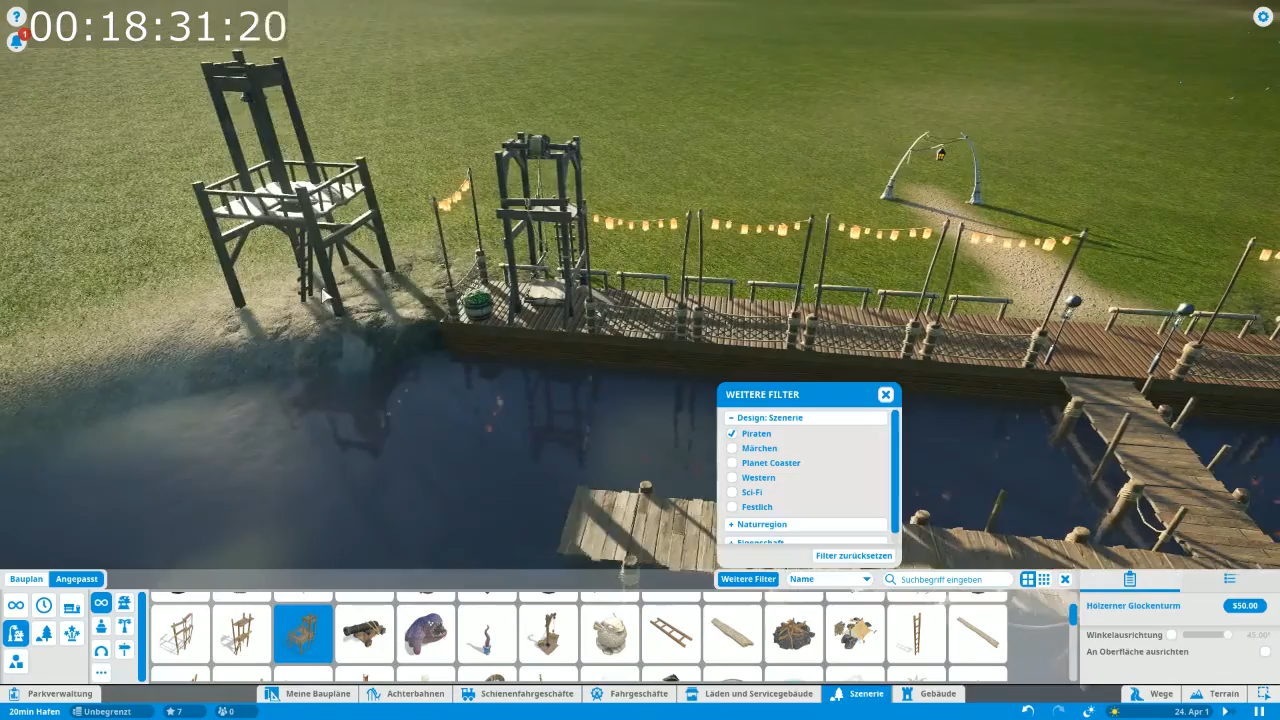 ?
1
00:18:31:20
WEITERE FILTER
- Design: Szenerie
Piraten
Märchen
Planet Coaster
Western
Sci-Fi
Festlich
+ Naturregion
+ Eigenschaft
Filter zurücksetzen
Bauplan
Angepasst
Weitere Filter
Name
Suchbegriff eingeben
Hölzerner Glockenturm
$50.00
Winkelausrichtung
45.00°
An Oberfläche ausrichten
Parkverwaltung
Meine Baupläne
Achterbahnen
Schienenfahrgeschäfte
Fahrgeschäfte
Läden und Servicegebäude
Szenerie
Gebäude
Wege
Terrain
20min Hafen
Unbegrenzt
7
0
24. Apr 1